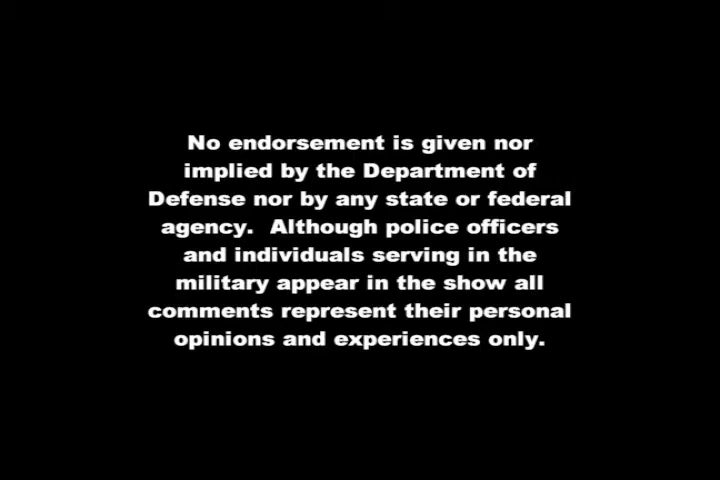 No endorsement is given nor
implied by the Department of
Defense nor by any state or federal
agency.  Although police officers
and individuals serving in the
military appear in the show all
comments represent their personal
opinions and experiences only.